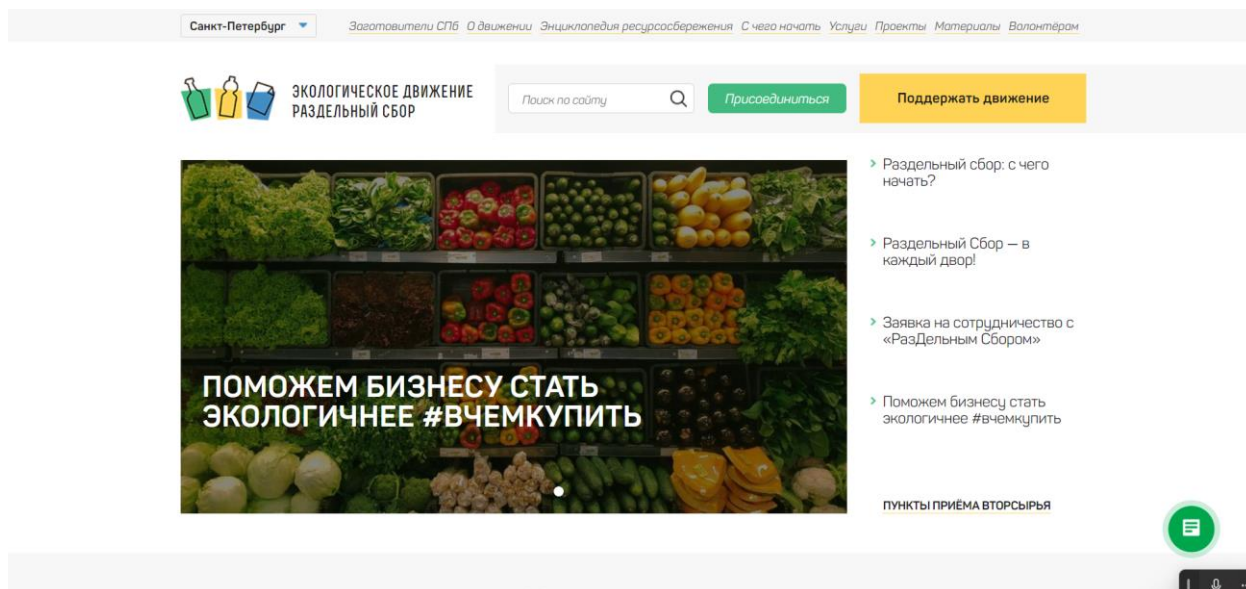 Санкт-Петербург
Заготовители СПб О движении Энциклопедия ресурсосбережения С чего начать Услуги Проекты Материалы Волонтёрам
ЭКОЛОГИЧЕСКОЕ ДВИЖЕНИЕ
РАЗДЕЛЬНЫЙ СБОР
Поиск по сайту
Присоединиться
Поддержать движение
ПОМОЖЕМ БИЗНЕСУ СТАТЬ
ЭКОЛОГИЧНЕЕ #ВЧЕМКУПИТЬ
Раздельный сбор: с чего
начать?
Раздельный Сбор — в
каждый двор!
Заявка на сотрудничество с
«РазДельным Сбором»
Поможем бизнесу стать
экологичнее #вчемкупить
ПУНКТЫ ПРИЁМА ВТОРСЫРЬЯ